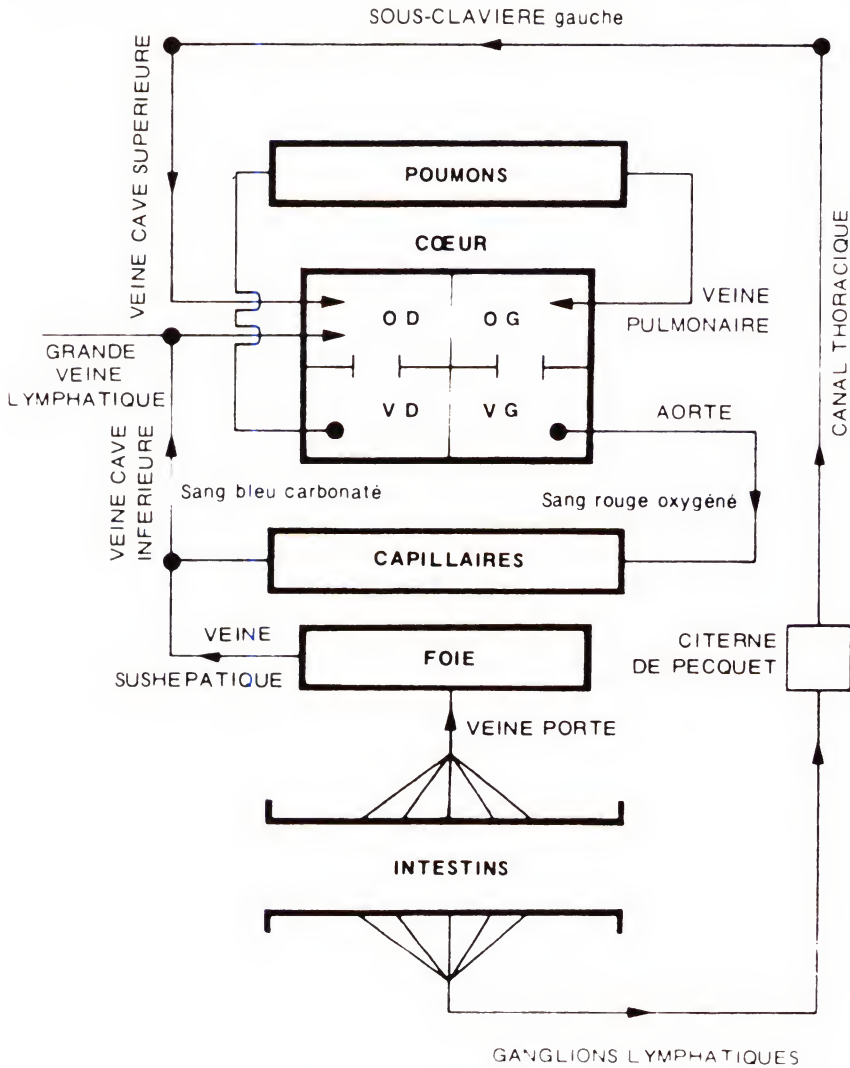 SOUS-CLAVIERE gauche
VEINE CAVE SUPERIEURE
POUMONS
CŒUR
CANAL THORACIQUE
VEINE
PULMONAIRE
O D
O G
GRANDE
VEINE
LYMPHATIQUE
V D
V G
AORTE
VEINE CAVE
INFERIEURE
Sang bleu carbonaté
Sang rouge oxygéné
CAPILLAIRES
VEINE
SUSHEPATIQUE
FOIE
CITERNE
DE PECQUET
VEINE PORTE
INTESTINS
GANGLIONS LYMPHATIQUES